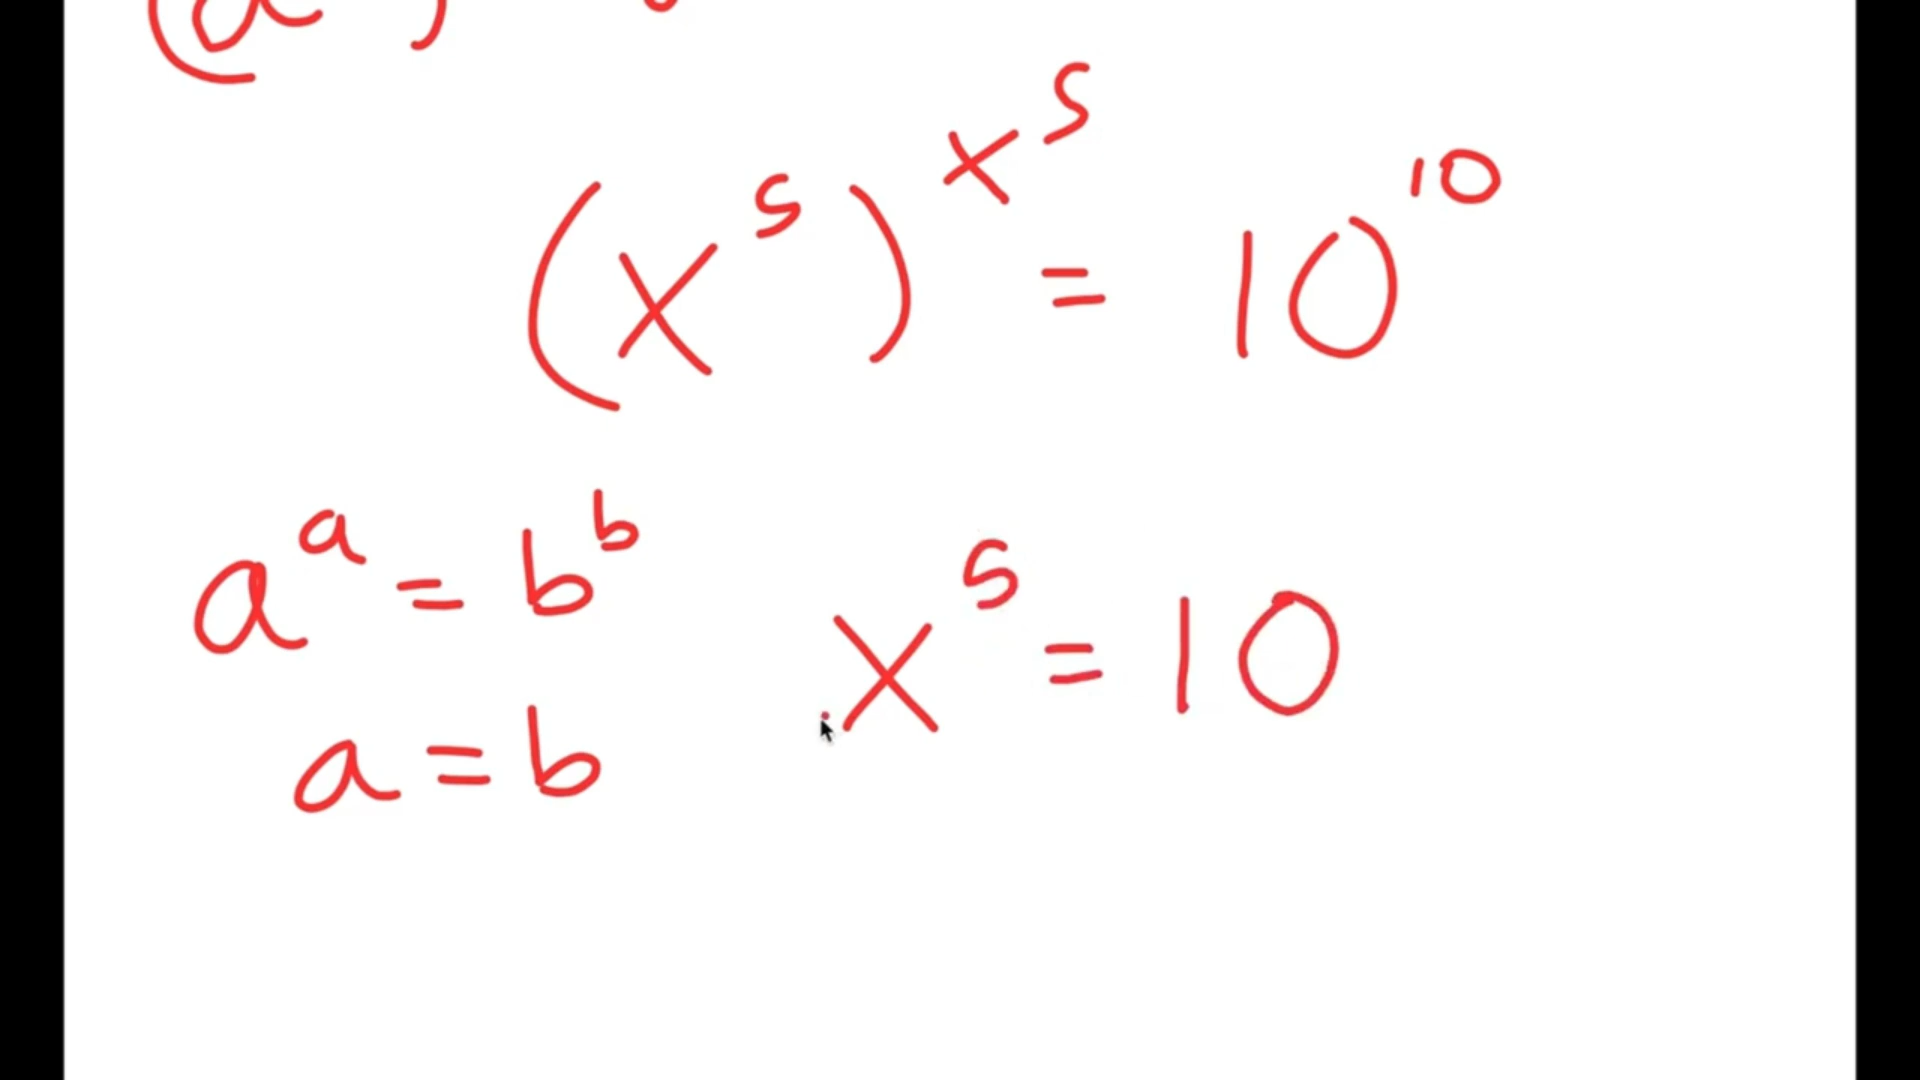 (x^5)^x^5 = 10^10
a^a = b^b
x^5 = 10
a = b